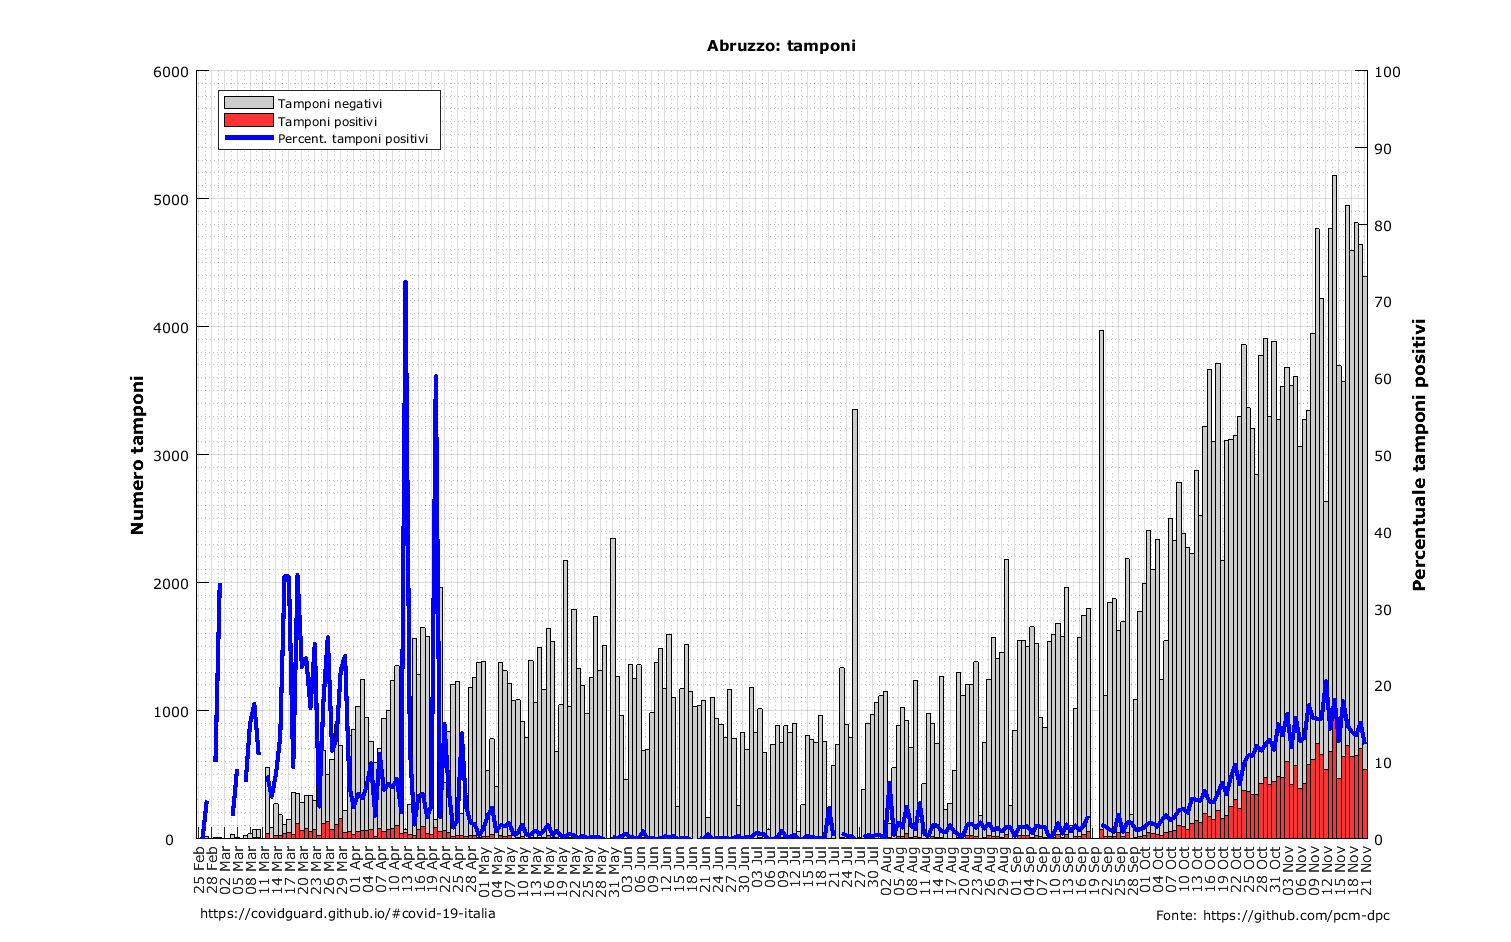 Abruzzo: tamponi
Tamponi negativi
Tamponi positivi
Percent. tamponi positivi
Numero tamponi
6000
5000
4000
3000
2000
1000
0
Percentuale tamponi positivi
100
90
80
70
60
50
40
30
20
10
0
25 Feb
28 Feb
02 Mar
05 Mar
08 Mar
11 Mar
14 Mar
17 Mar
20 Mar
23 Mar
26 Mar
29 Mar
01 Apr
04 Apr
07 Apr
10 Apr
13 Apr
16 Apr
19 Apr
22 Apr
25 Apr
28 Apr
01 May
04 May
07 May
10 May
13 May
16 May
19 May
22 May
25 May
28 May
31 May
03 Jun
06 Jun
09 Jun
12 Jun
15 Jun
18 Jun
21 Jun
24 Jun
27 Jun
30 Jun
03 Jul
06 Jul
09 Jul
12 Jul
15 Jul
18 Jul
21 Jul
24 Jul
27 Jul
30 Jul
02 Aug
05 Aug
08 Aug
11 Aug
14 Aug
17 Aug
20 Aug
23 Aug
26 Aug
29 Aug
01 Sep
04 Sep
07 Sep
10 Sep
13 Sep
16 Sep
19 Sep
22 Sep
25 Sep
28 Sep
01 Oct
04 Oct
07 Oct
10 Oct
13 Oct
16 Oct
19 Oct
22 Oct
25 Oct
28 Oct
31 Oct
03 Nov
06 Nov
09 Nov
12 Nov
15 Nov
18 Nov
21 Nov
https://covidguard.github.io/#covid-19-italia
Fonte: https://github.com/pcm-dpc